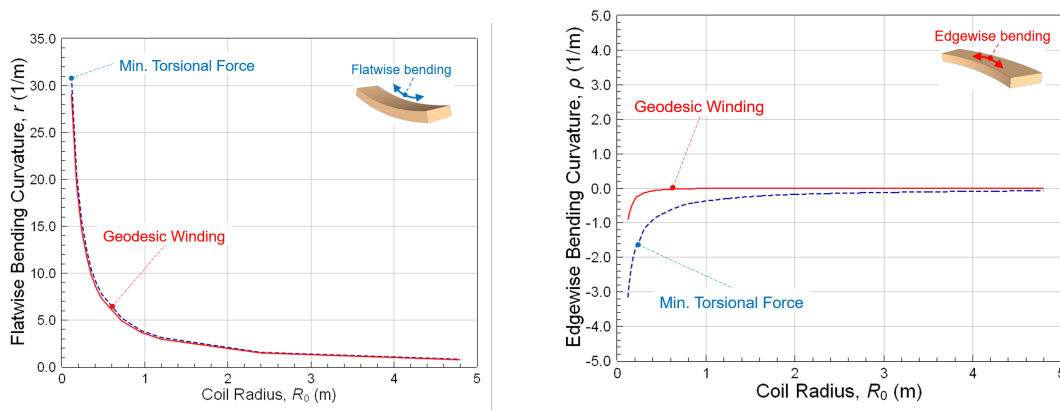 35.0
30.0
25.0
20.0
15.0
10.0
5.0
0.0
Flatwise Bending Curvature, r (1/m)
Min. Torsional Force
Flatwise bending
Geodesic Winding
0 1 2 3 4 5
Coil Radius, R0 (m)
5.0
4.0
3.0
2.0
1.0
0.0
-1.0
-2.0
-3.0
-4.0
-5.0
Edgewise Bending Curvature, ρ (1/m)
Edgewise bending
Geodesic Winding
Min. Torsional Force
0 1 2 3 4 5
Coil Radius, R0 (m)